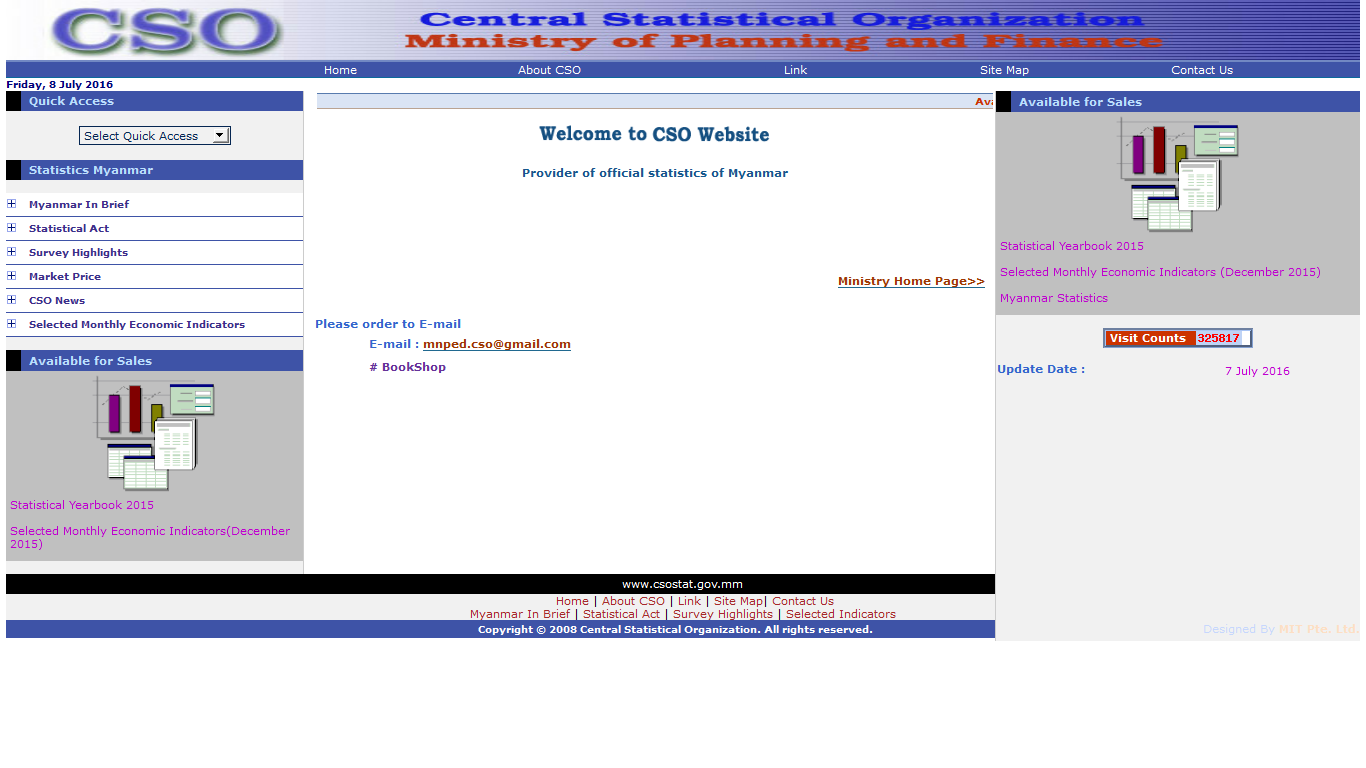 CSO
Central Statistical Organization
Ministry of Planning and Finance
Home About CSO Link Site Map Contact Us
Friday, 8 July 2016
Quick Access
Select Quick Access
Statistics Myanmar
Myanmar In Brief
Statistical Act
Survey Highlights
Market Price
CSO News
Selected Monthly Economic Indicators
Available for Sales
Statistical Yearbook 2015
Selected Monthly Economic Indicators(December
2015)
Welcome to CSO Website
Provider of official statistics of Myanmar
Ministry Home Page>>
Please order to E-mail
E-mail : mnped.cso@gmail.com
# BookShop
Available for Sales
Statistical Yearbook 2015
Selected Monthly Economic Indicators (December 2015)
Myanmar Statistics
Visit Counts 325817
Update Date : 7 July 2016
www.csostat.gov.mm
Home | About CSO | Link | Site Map| Contact Us
Myanmar In Brief | Statistical Act | Survey Highlights | Selected Indicators
Copyright © 2008 Central Statistical Organization. All rights reserved.
Designed By MIT Pte. Ltd.